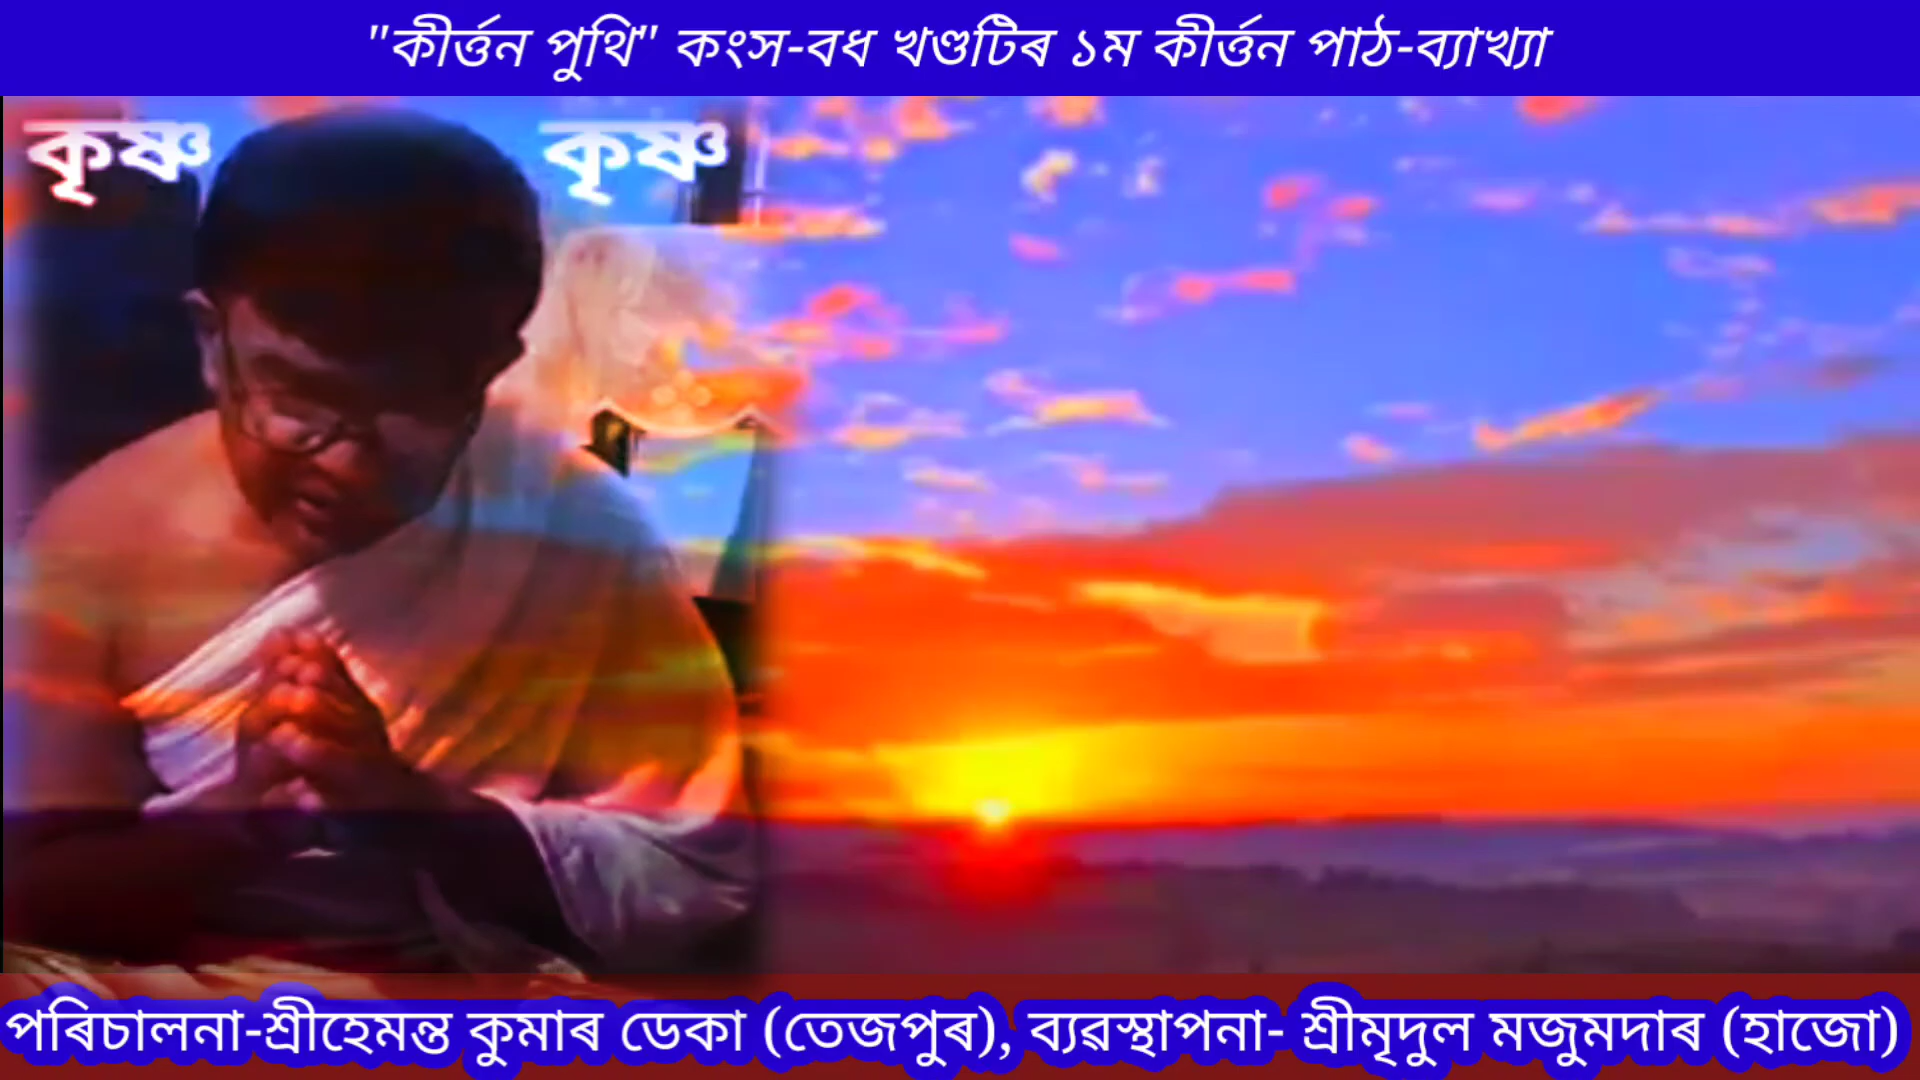 "কীৰ্ত্তন পুথি" কংস-বধ খণ্ডটিৰ ১ম কীৰ্ত্তন পাঠ-ব্যাখ্যা
কৃষ্ণ কৃষ্ণ
পৰিচালনা-শ্ৰীহেমন্ত কুমাৰ ডেকা (তেজপুৰ), ব্যৱস্থাপনা- শ্ৰীমৃদুল মজুমদাৰ (হাজো)